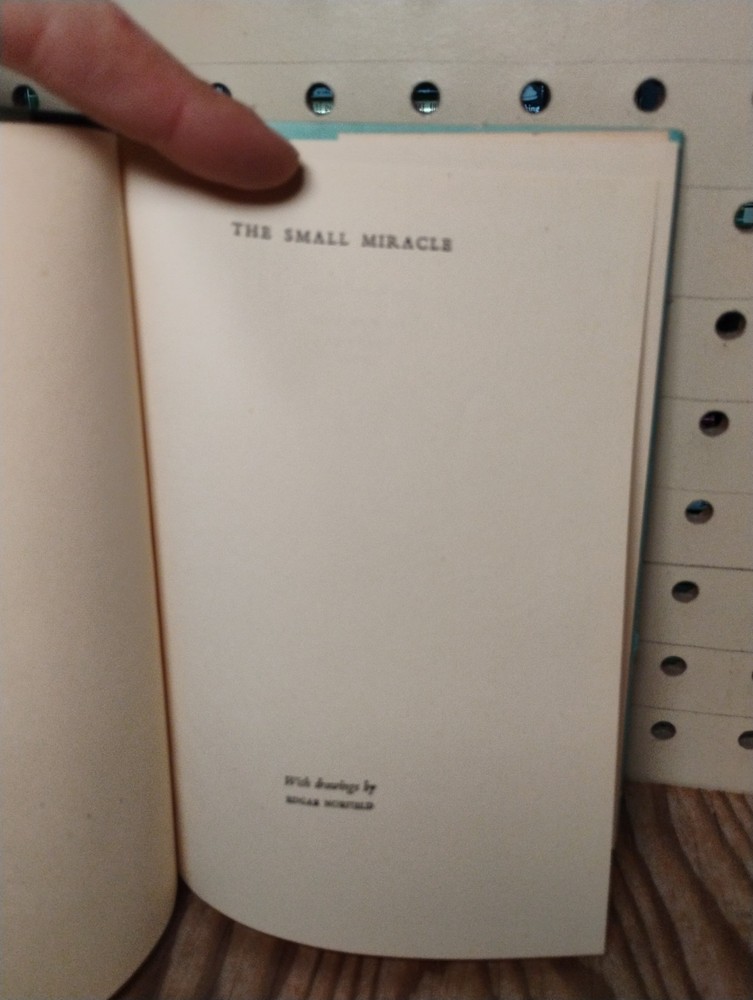 THE SMALL MIRACLE
With drawings by
EDGAR NORFIELD